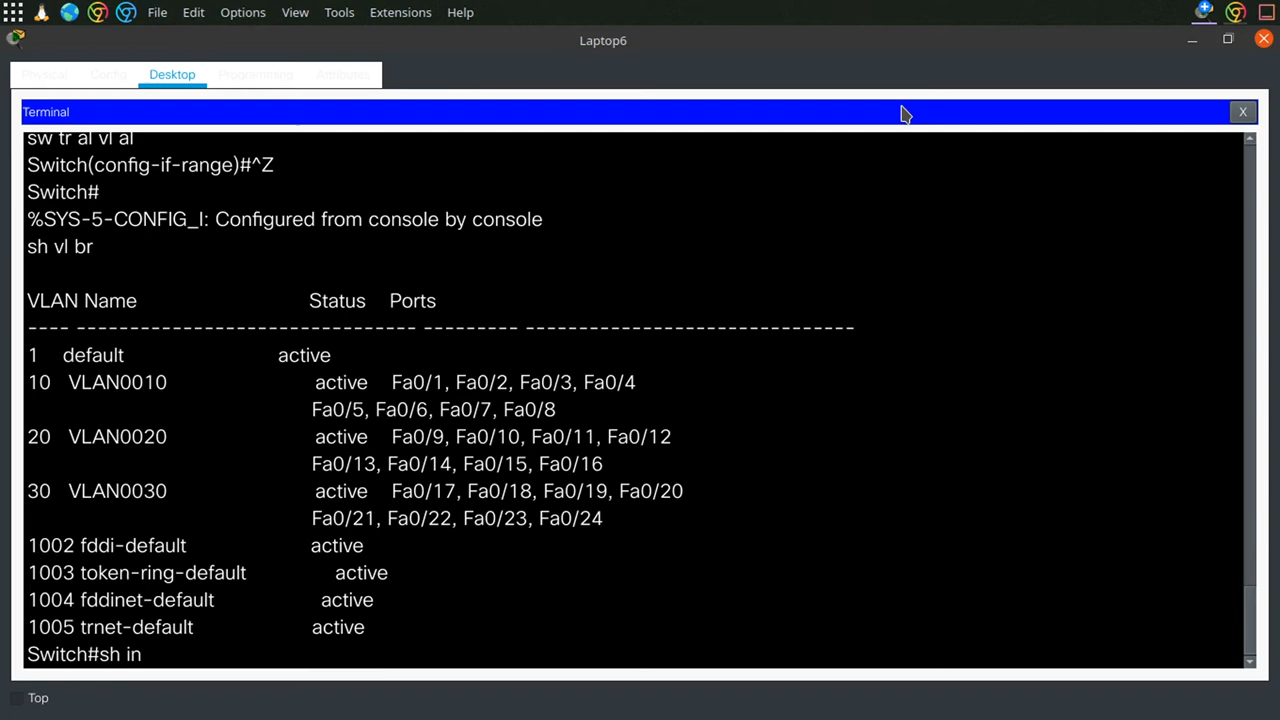 File Edit Options View Tools Extensions Help
Laptop6
Physical Config Desktop Programming Attributes
Terminal X
sw tr al vl al
Switch(config-if-range)#^Z
Switch#
%SYS-5-CONFIG_I: Configured from console by console
sh vl br
VLAN Name Status Ports
---- -------------------------------- --------- -------------------------------
1 default active
10 VLAN0010 active Fa0/1, Fa0/2, Fa0/3, Fa0/4
Fa0/5, Fa0/6, Fa0/7, Fa0/8
20 VLAN0020 active Fa0/9, Fa0/10, Fa0/11, Fa0/12
Fa0/13, Fa0/14, Fa0/15, Fa0/16
30 VLAN0030 active Fa0/17, Fa0/18, Fa0/19, Fa0/20
Fa0/21, Fa0/22, Fa0/23, Fa0/24
1002 fddi-default active
1003 token-ring-default active
1004 fddinet-default active
1005 trnet-default active
Switch#sh in
Top